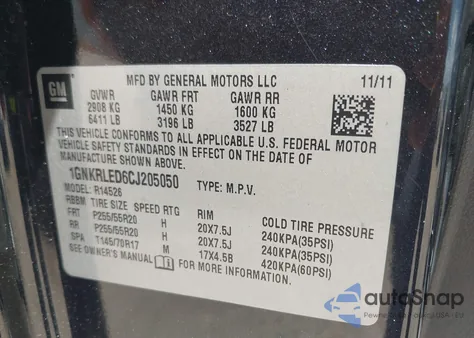 GM
MFD BY GENERAL MOTORS LLC 11/11
GVWR GAWR FRT GAWR RR
2908 KG 1450 KG 1600 KG
6411 LB 3196 LB 3527 LB
THIS VEHICLE CONFORMS TO ALL APPLICABLE U.S. FEDERAL MOTOR
VEHICLE SAFETY STANDARDS IN EFFECT ON THE DATE OF
MANUFACTURE SHOWN ABOVE.
1GNKRLED6CJ205050 TYPE: M.P.V.
MODEL: R14526
RBBM TIRE SIZE SPEED RTG RIM COLD TIRE PRESSURE
FRT P255/55R20 H 20X7.5J 240KPA(35PSI)
RR P255/55R20 H 20X7.5J 240KPA(35PSI)
SPA T145/70R17 M 17X4.5B 420KPA(60PSI)
SEE OWNER'S MANUAL FOR MORE INFORMATION
autoSnap